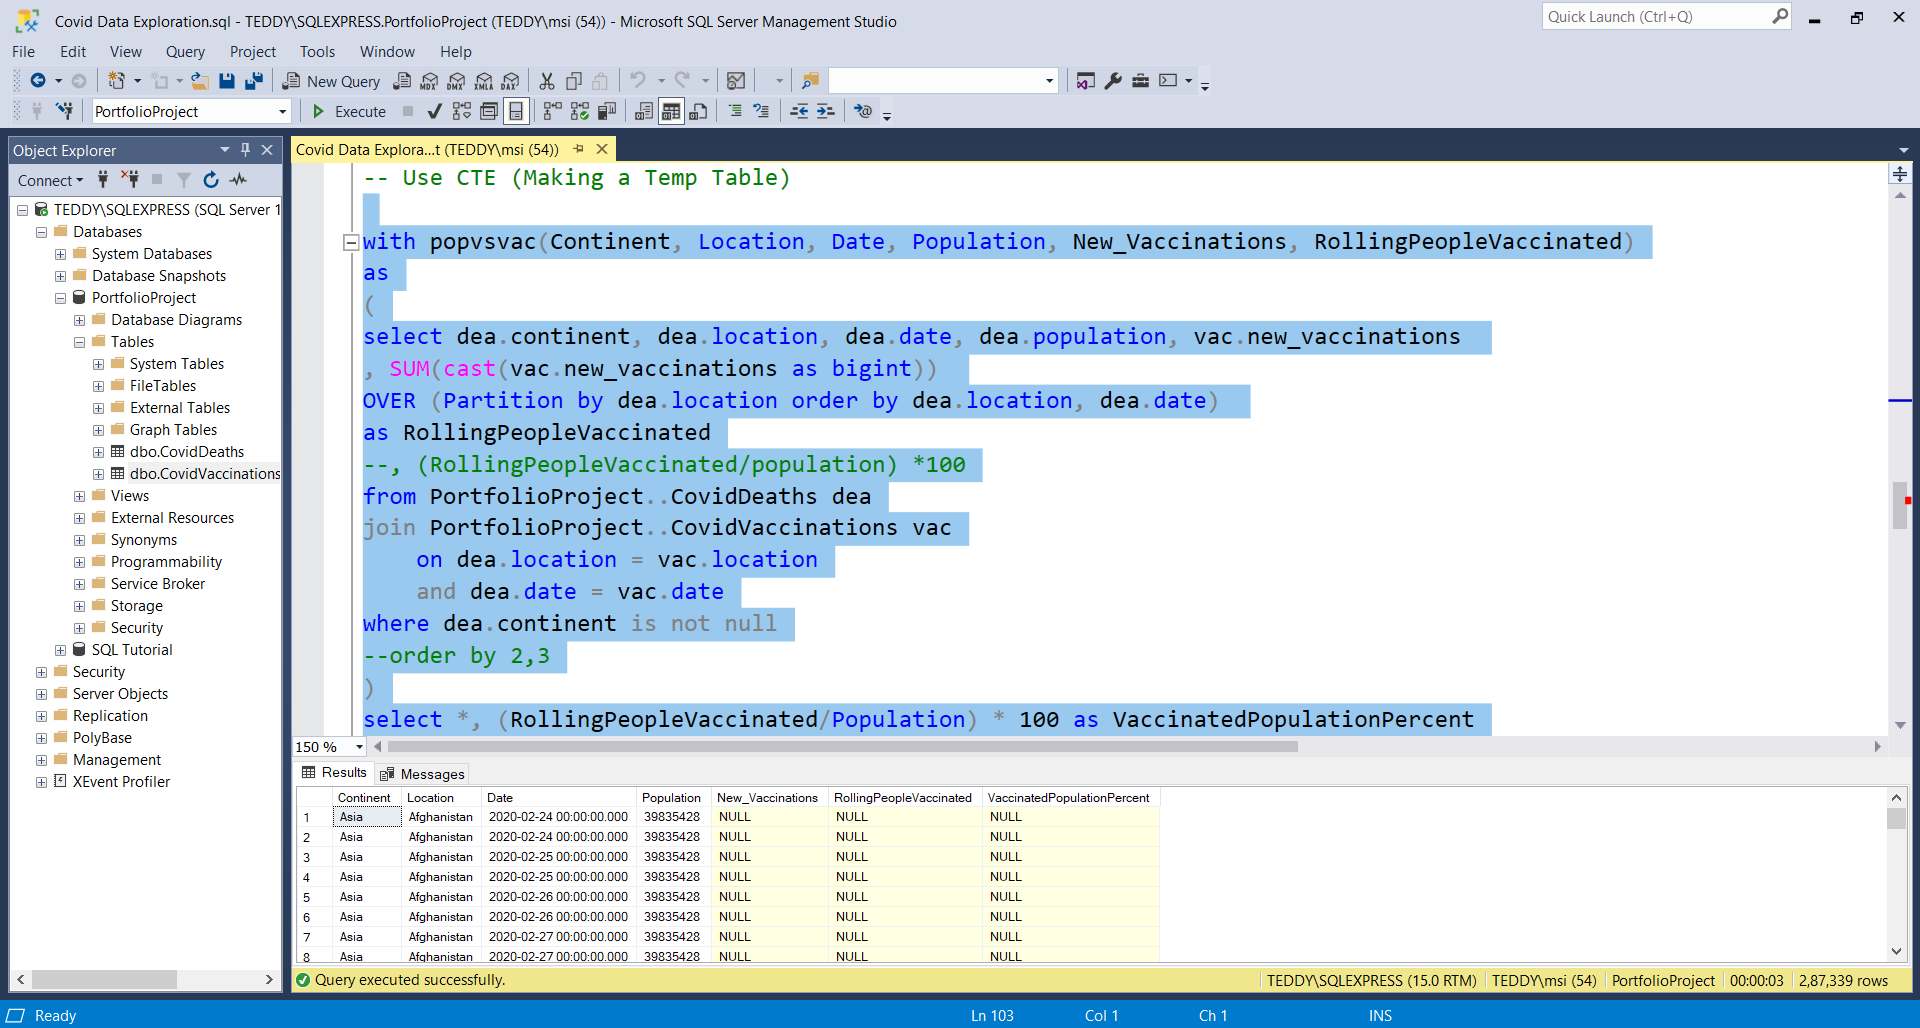 Covid Data Exploration.sql - TEDDY\SQLEXPRESS.PortfolioProject (TEDDY\msi (54)) - Microsoft SQL Server Management Studio
Quick Launch (Ctrl+Q)
File Edit View Query Project Tools Window Help
New Query MDX DMX XMLA DAX
PortfolioProject Execute
Object Explorer
Connect
TEDDY\SQLEXPRESS (SQL Server 1
Databases
System Databases
Database Snapshots
PortfolioProject
Database Diagrams
Tables
System Tables
FileTables
External Tables
Graph Tables
dbo.CovidDeaths
dbo.CovidVaccinations
Views
External Resources
Synonyms
Programmability
Service Broker
Storage
Security
SQL Tutorial
Security
Server Objects
Replication
PolyBase
Management
XEvent Profiler
Covid Data Explora...t (TEDDY\msi (54))
-- Use CTE (Making a Temp Table)
with popvsvac(Continent, Location, Date, Population, New_Vaccinations, RollingPeopleVaccinated)
as
(
select dea.continent, dea.location, dea.date, dea.population, vac.new_vaccinations
, SUM(cast(vac.new_vaccinations as bigint))
OVER (Partition by dea.location order by dea.location, dea.date)
as RollingPeopleVaccinated
--, (RollingPeopleVaccinated/population) *100
from PortfolioProject..CovidDeaths dea
join PortfolioProject..CovidVaccinations vac
on dea.location = vac.location
and dea.date = vac.date
where dea.continent is not null
--order by 2,3
)
select *, (RollingPeopleVaccinated/Population) * 100 as VaccinatedPopulationPercent
150 %
Results Messages
Continent Location Date Population New_Vaccinations RollingPeopleVaccinated VaccinatedPopulationPercent
1 Asia Afghanistan 2020-02-24 00:00:00.000 39835428 NULL NULL NULL
2 Asia Afghanistan 2020-02-24 00:00:00.000 39835428 NULL NULL NULL
3 Asia Afghanistan 2020-02-25 00:00:00.000 39835428 NULL NULL NULL
4 Asia Afghanistan 2020-02-25 00:00:00.000 39835428 NULL NULL NULL
5 Asia Afghanistan 2020-02-26 00:00:00.000 39835428 NULL NULL NULL
6 Asia Afghanistan 2020-02-26 00:00:00.000 39835428 NULL NULL NULL
7 Asia Afghanistan 2020-02-27 00:00:00.000 39835428 NULL NULL NULL
8 Asia Afghanistan 2020-02-27 00:00:00.000 39835428 NULL NULL NULL
Query executed successfully. TEDDY\SQLEXPRESS (15.0 RTM) TEDDY\msi (54) PortfolioProject 00:00:03 2,87,339 rows
Ready Ln 103 Col 1 Ch 1 INS